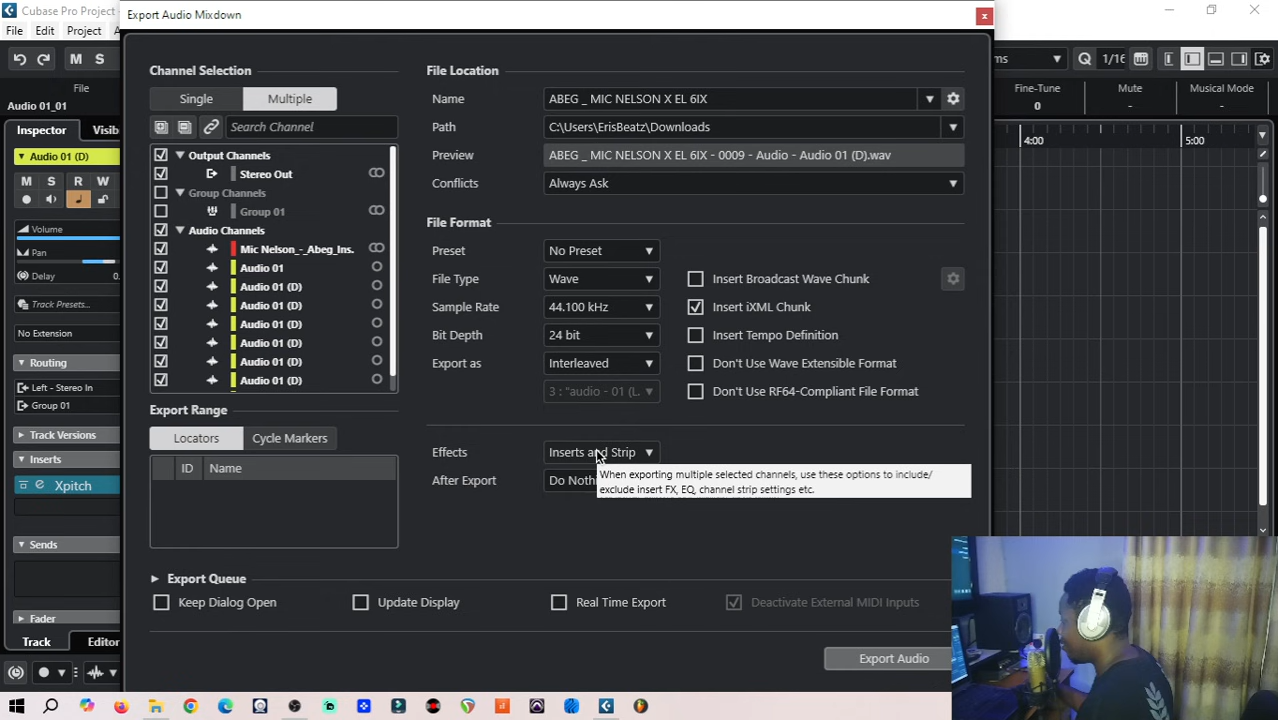 Cubase Pro Project
Export Audio Mixdown
x
File
Edit
Project
M S
1/16
File
Audio 01_01
Fine-Tune
0
Mute
-
Musical Mode
-
Inspector
Visib
Audio 01 (D)
M S R W
Volume
Pan
Delay
0.
Track Presets...
No Extension
Routing
Left - Stereo In
Group 01
Track Versions
Inserts
Xpitch
Sends
Fader
Track
Editor
4:00
5:00
Channel Selection
Single
Multiple
Search Channel
Output Channels
Stereo Out
Group Channels
Group 01
Audio Channels
Mic Nelson_-_Abeg_Ins.
Audio 01
Audio 01 (D)
Audio 01 (D)
Audio 01 (D)
Audio 01 (D)
Audio 01 (D)
Audio 01 (D)
Export Range
Locators
Cycle Markers
ID
Name
File Location
Name
ABEG _ MIC NELSON X EL 6IX
Path
C:\Users\ErisBeatz\Downloads
Preview
ABEG _ MIC NELSON X EL 6IX - 0009 - Audio - Audio 01 (D).wav
Conflicts
Always Ask
File Format
Preset
No Preset
File Type
Wave
Insert Broadcast Wave Chunk
Sample Rate
44.100 kHz
Insert iXML Chunk
Bit Depth
24 bit
Insert Tempo Definition
Export as
Interleaved
Don't Use Wave Extensible Format
3 : "audio - 01 (L.
Don't Use RF64-Compliant File Format
Effects
Inserts and Strip
When exporting multiple selected channels, use these options to include/
exclude insert FX, EQ, channel strip settings etc.
After Export
Do Noth
Export Queue
Keep Dialog Open
Update Display
Real Time Export
Deactivate External MIDI Inputs
Export Audio